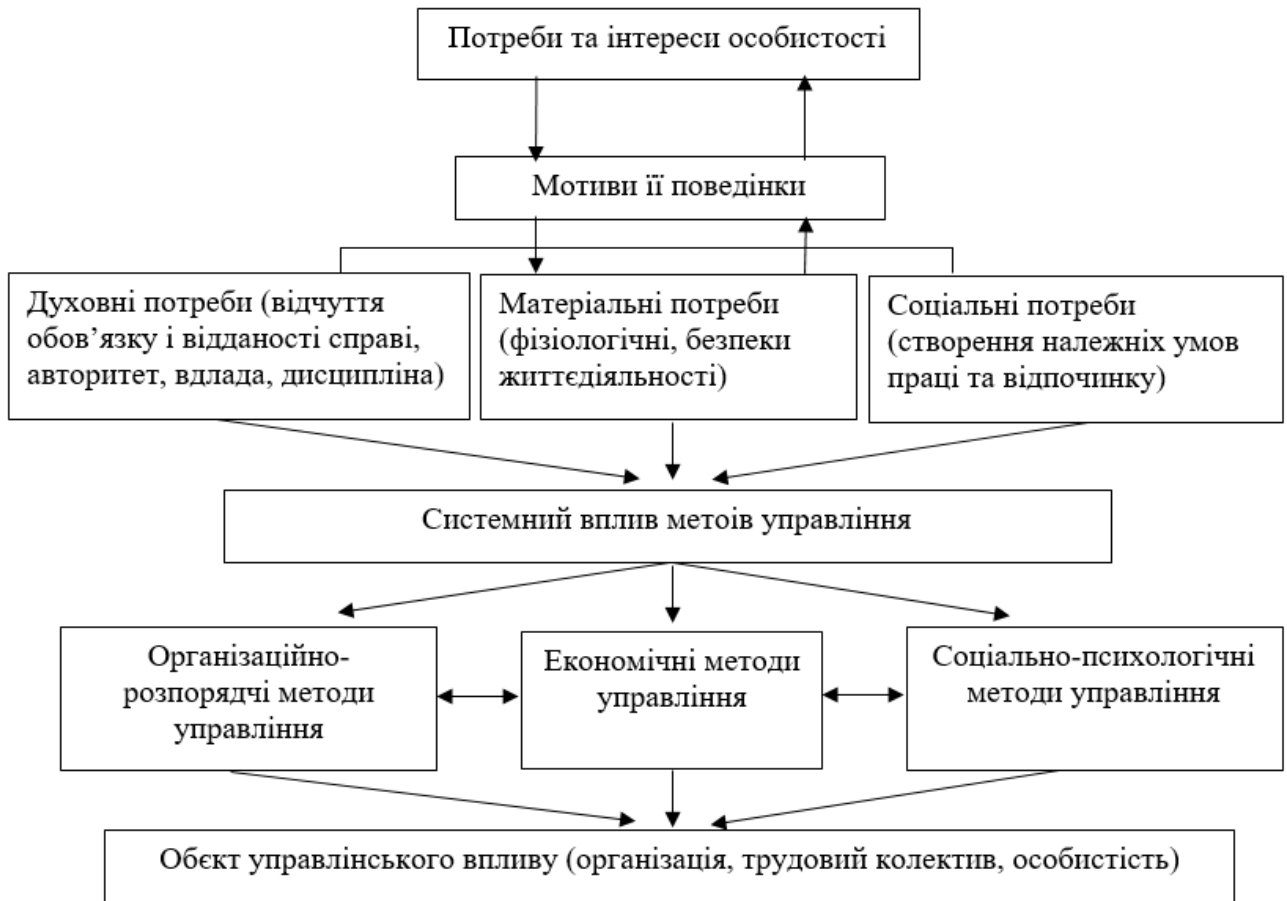 Потреби та інтереси особистості
Мотиви її поведінки
Духовні потреби (відчуття
обов’язку і відданості справі,
авторитет, вдлада, дисципліна)
Матеріальні потреби
(фізіологічні, безпеки
життєдіяльності)
Соціальні потреби
(створення належніх умов
праці та відпочинку)
Системний вплив метоів управління
Організаційно-
розпорядчі методи
управління
Економічні методи
управління
Соціально-психологічні
методи управління
Обєкт управлінського впливу (організація, трудовий колектив, особистість)